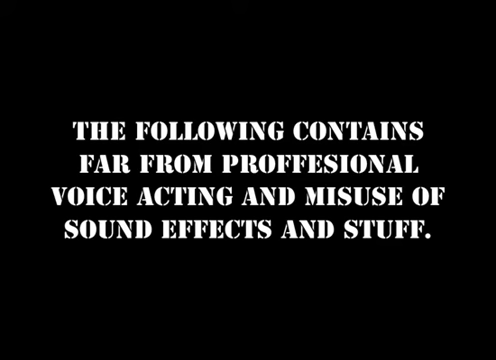 THE FOLLOWING CONTAINS
FAR FROM PROFFESIONAL
VOICE ACTING AND MISUSE OF
SOUND EFFECTS AND STUFF.